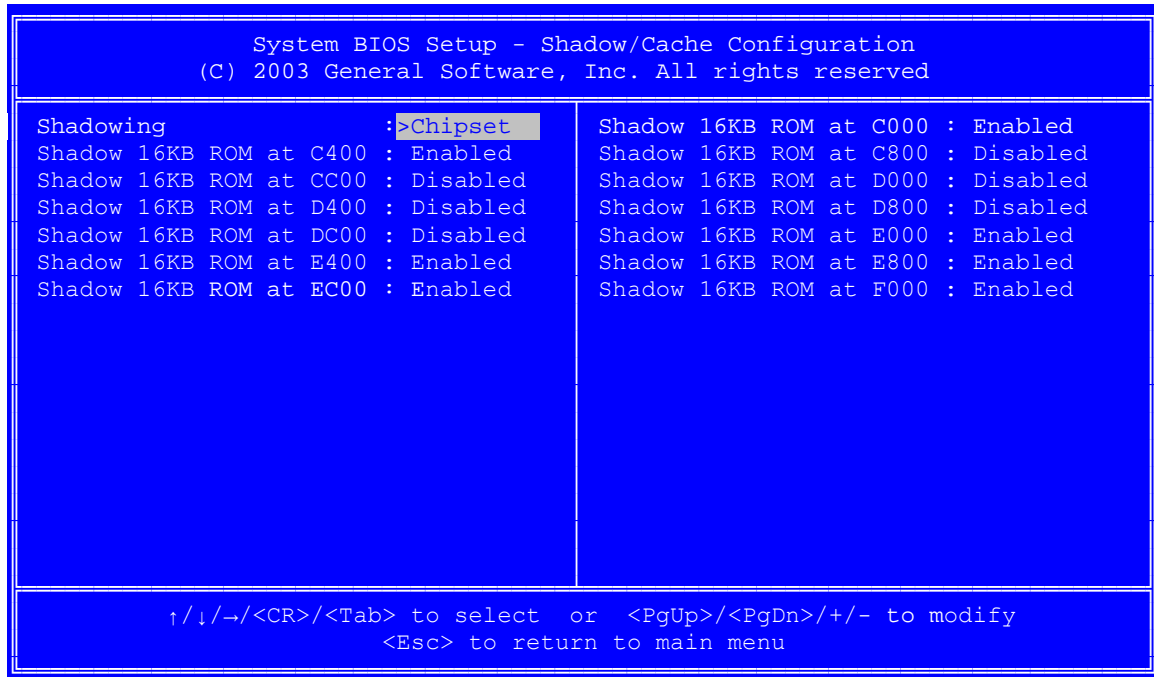 System BIOS Setup - Shadow/Cache Configuration
(C) 2003 General Software, Inc. All rights reserved
Shadowing :>Chipset Shadow 16KB ROM at C000 : Enabled
Shadow 16KB ROM at C400 : Enabled Shadow 16KB ROM at C800 : Disabled
Shadow 16KB ROM at CC00 : Disabled Shadow 16KB ROM at D000 : Disabled
Shadow 16KB ROM at D400 : Disabled Shadow 16KB ROM at D800 : Disabled
Shadow 16KB ROM at DC00 : Disabled Shadow 16KB ROM at E000 : Enabled
Shadow 16KB ROM at E400 : Enabled Shadow 16KB ROM at E800 : Enabled
Shadow 16KB ROM at EC00 : Enabled Shadow 16KB ROM at F000 : Enabled
↑/↓/→/<CR>/<Tab> to select or <PgUp>/<PgDn>/+/- to modify
<Esc> to return to main menu